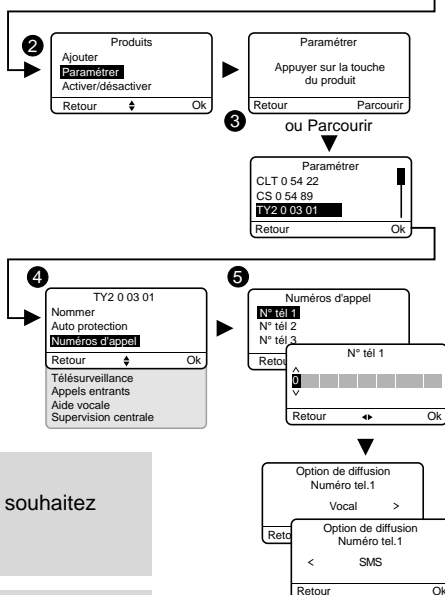 2
Produits
Ajouter
Paramétrer
Activer/désactiver
Retour Ok
Paramétrer
Appuyer sur la touche
du produit
Retour Parcourir
3
ou Parcourir
Paramétrer
CLT 0 54 22
CS 0 54 89
TY2 0 03 01
Retour Ok
4
TY2 0 03 01
Nommer
Auto protection
Numéros d'appel
Retour Ok
Télésurveillance
Appels entrants
Aide vocale
Supervision centrale
5
Numéros d'appel
N° tél 1
N° tél 2
N° tél 3
Retou
N° tél 1
0
Retour Ok
souhaitez
Option de diffusion
Numéro tel.1
Vocal >
Reto
Option de diffusion
Numéro tel.1
< SMS
Retour Ok